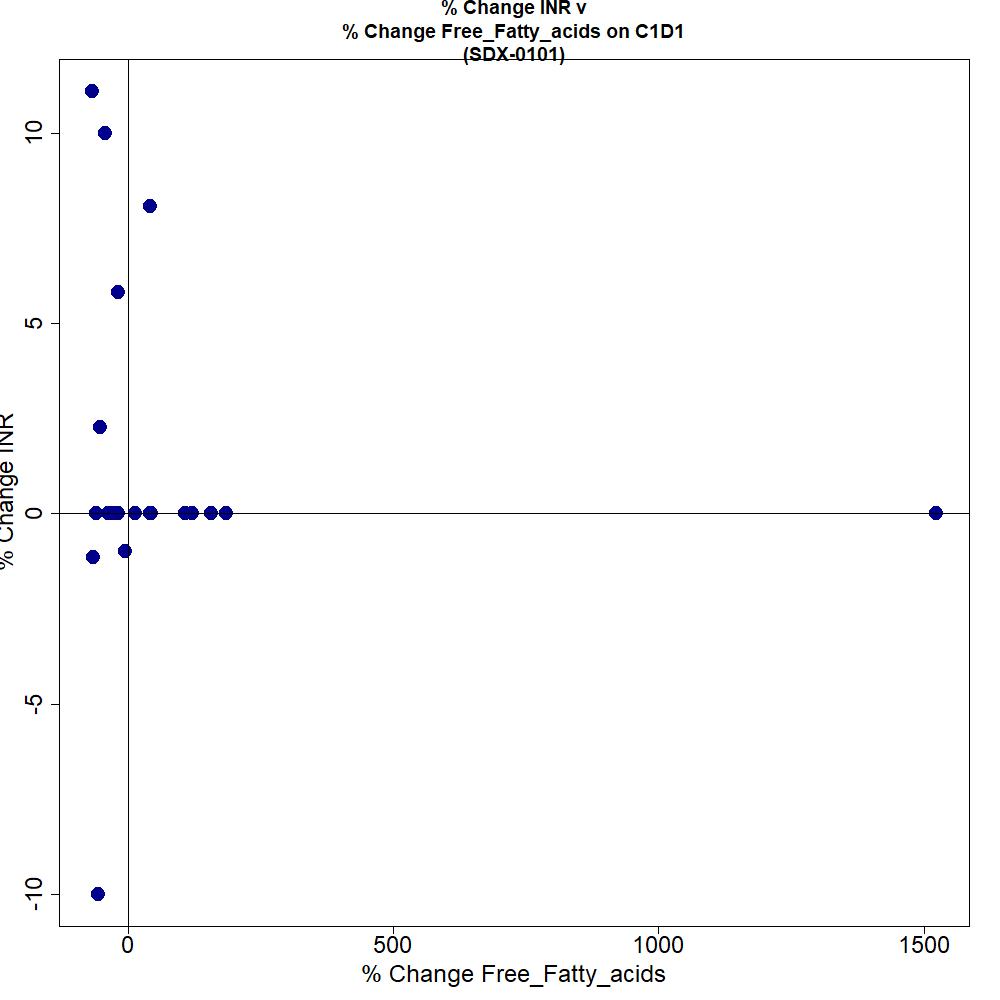 % Change INR v
% Change Free_Fatty_acids on C1D1
(SDX-0101)
10
5
0
-5
-10
% Change INR
0
500
1000
1500
% Change Free_Fatty_acids